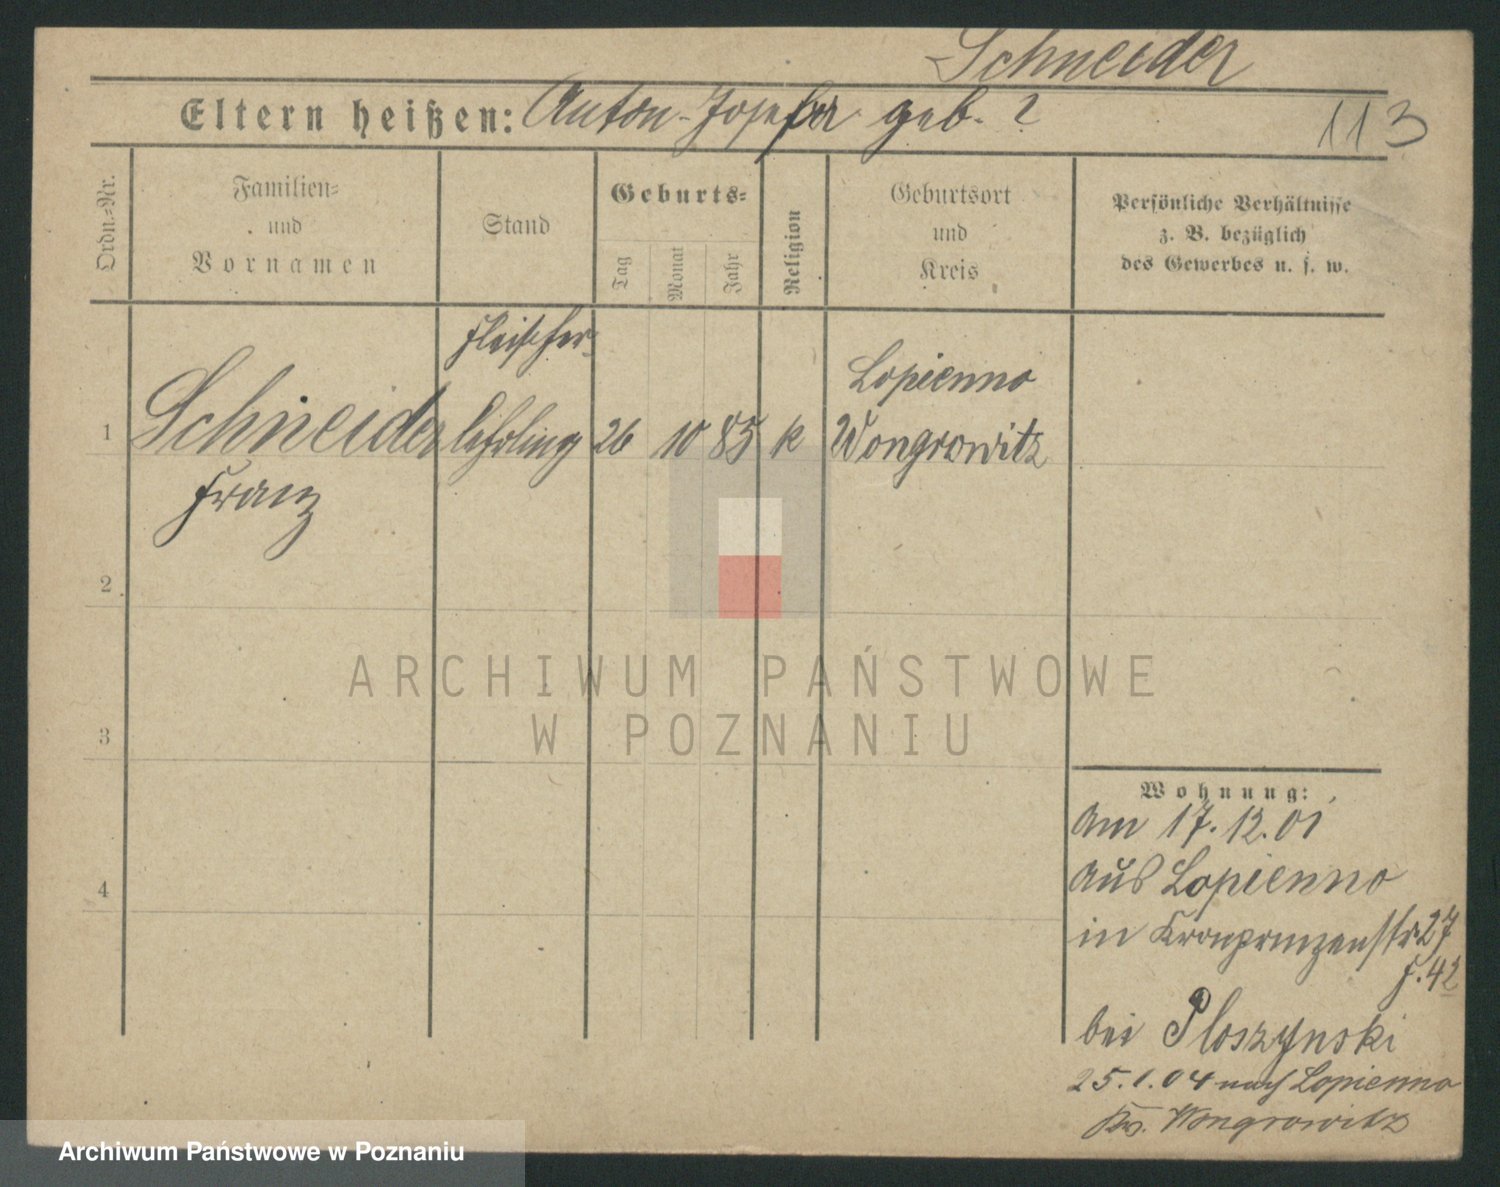 Schneider
Eltern heißen: Anton - Josefa geb. ?
113
Ordn.-Nr.
Familien-
und
Vornamen
Stand
Geburts-
Tag
Monat
Jahr
Religion
Geburtsort
und
Kreis
Persönliche Verhältnisse
z. B. bezüglich
des Gewerbes u. s. w.
Fleischer-
1 Schneider lehrling 26 10 85 k Lopienno
Wongrowitz
Franz
2
3
4
ARCHIWUM PAŃSTWOWE
W POZNANIU
Wohnung:
Am 17.12.01
aus Lopienno
in Kronprinzenstr. 27
F. 42
bei Ploszynski
25.1.04 nach Lopienno
Kr. Wongrowitz
Archiwum Państwowe w Poznaniu